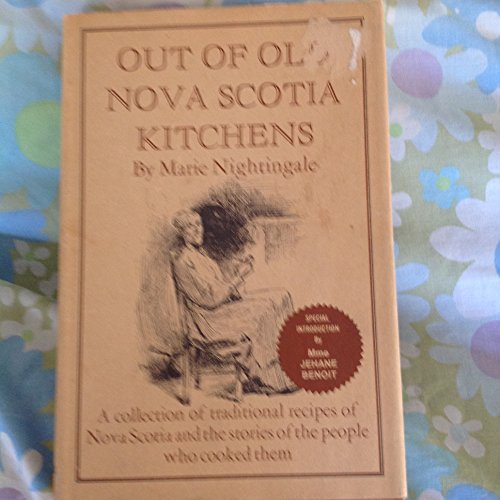 OUT OF OLD
NOVA SCOTIA
KITCHENS
By Marie Nightingale
SPECIAL
INTRODUCTION
by
Mme
JEHANE
BENOIT
A collection of traditional recipes of
Nova Scotia and the stories of the people
who cooked them